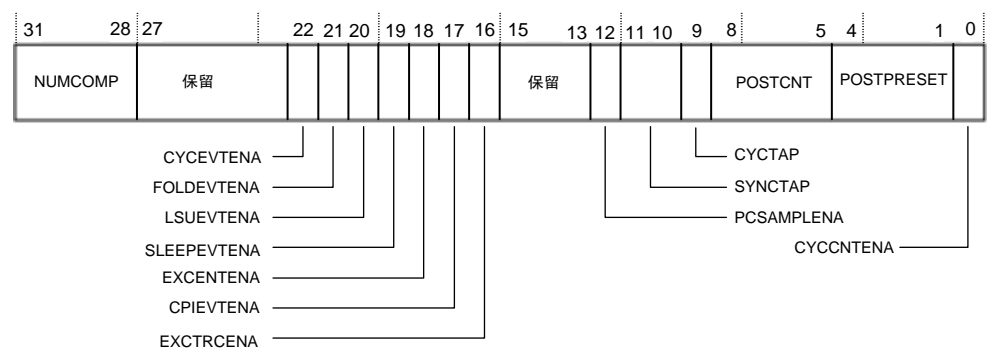 31 28 27 22 21 20 19 18 17 16 15 13 12 11 10 9 8 5 4 1 0
NUMCOMP 保留 保留 POSTCNT POSTPRESET
CYCEVTENA CYCTAP
FOLDEVTENA SYNCTAP
LSUEVTENA PCSAMPLENA
SLEEPEVTENA CYCCNTENA
EXCENTENA
CPIEVTENA
EXCTRCENA